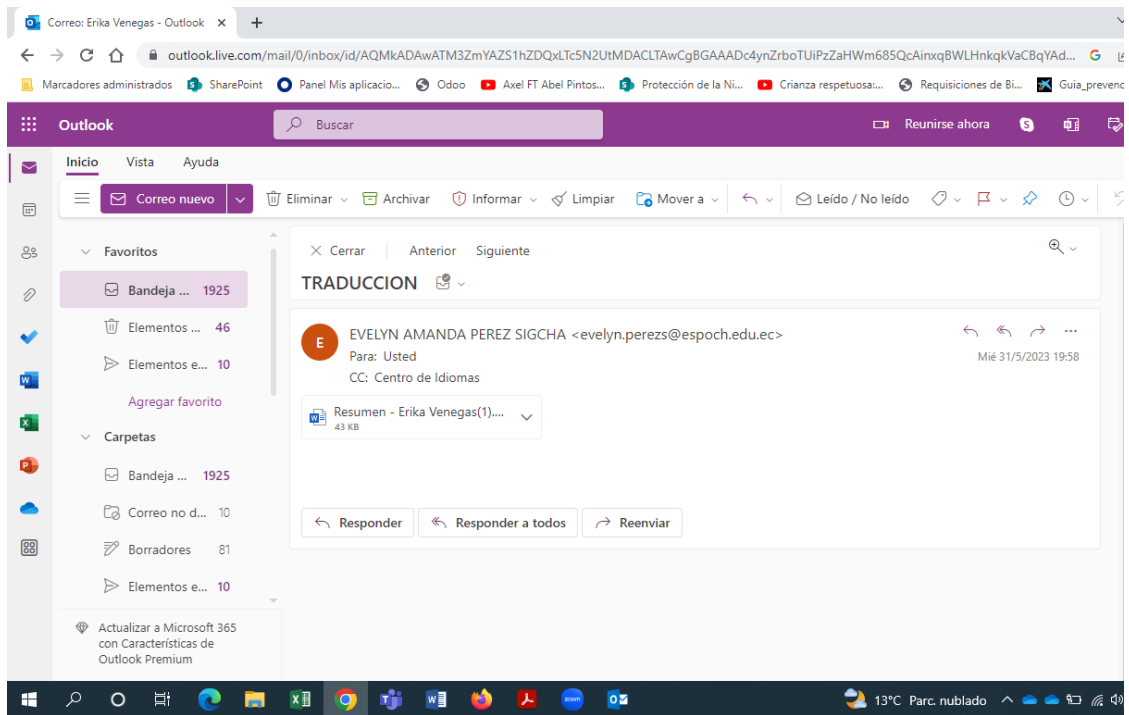 Correo: Erika Venegas - Outlook
outlook.live.com/mail/0/inbox/id/AQMkADAwATM3ZmYAZS1hZDQxLTc5N2UtMDACLTAwCgBGAAADc4ynZrboTUiPzZaHWm685QcAinxqBWLHnkqkVaCBqYAd...
Marcadores administrados SharePoint Panel Mis aplicacio... Odoo Axel FT Abel Pintos... Protección de la Ni... Crianza respetuosa:... Requisiciones de Bi... Guia_prevenc
Outlook Buscar Reunirse ahora
Inicio Vista Ayuda
Correo nuevo Eliminar Archivar Informar Limpiar Mover a Leído / No leído
Favoritos
Bandeja ... 1925
Elementos ... 46
Elementos e... 10
Agregar favorito
Carpetas
Bandeja ... 1925
Correo no d... 10
Borradores 81
Elementos e... 10
Actualizar a Microsoft 365
con Características de
Outlook Premium
Cerrar Anterior Siguiente
TRADUCCION
E
EVELYN AMANDA PEREZ SIGCHA <evelyn.perezs@espoch.edu.ec>
Para: Usted
CC: Centro de Idiomas
Mié 31/5/2023 19:58
Resumen - Erika Venegas(1)....
43 KB
Responder Responder a todos Reenviar
13°C Parc. nublado